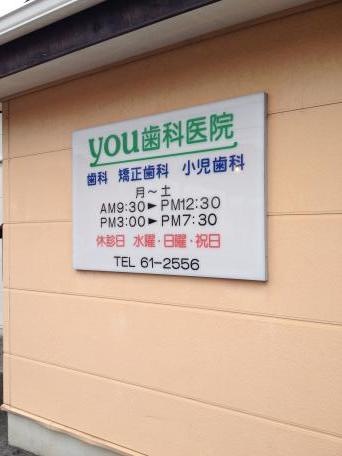 you歯科医院
歯科 矯正歯科 小児歯科
月〜土
AM9:30►PM12:30
PM3:00►PM7:30
休診日 水曜・日曜・祝日
TEL 61-2556